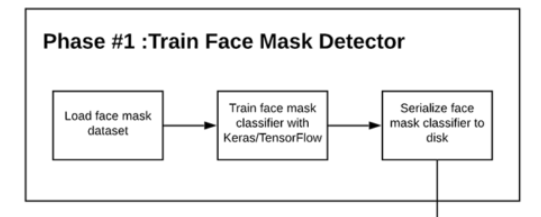 Phase #1 :Train Face Mask Detector
Load face mask
dataset
Train face mask
classifier with
Keras/TensorFlow
Serialize face
mask classifier to
disk